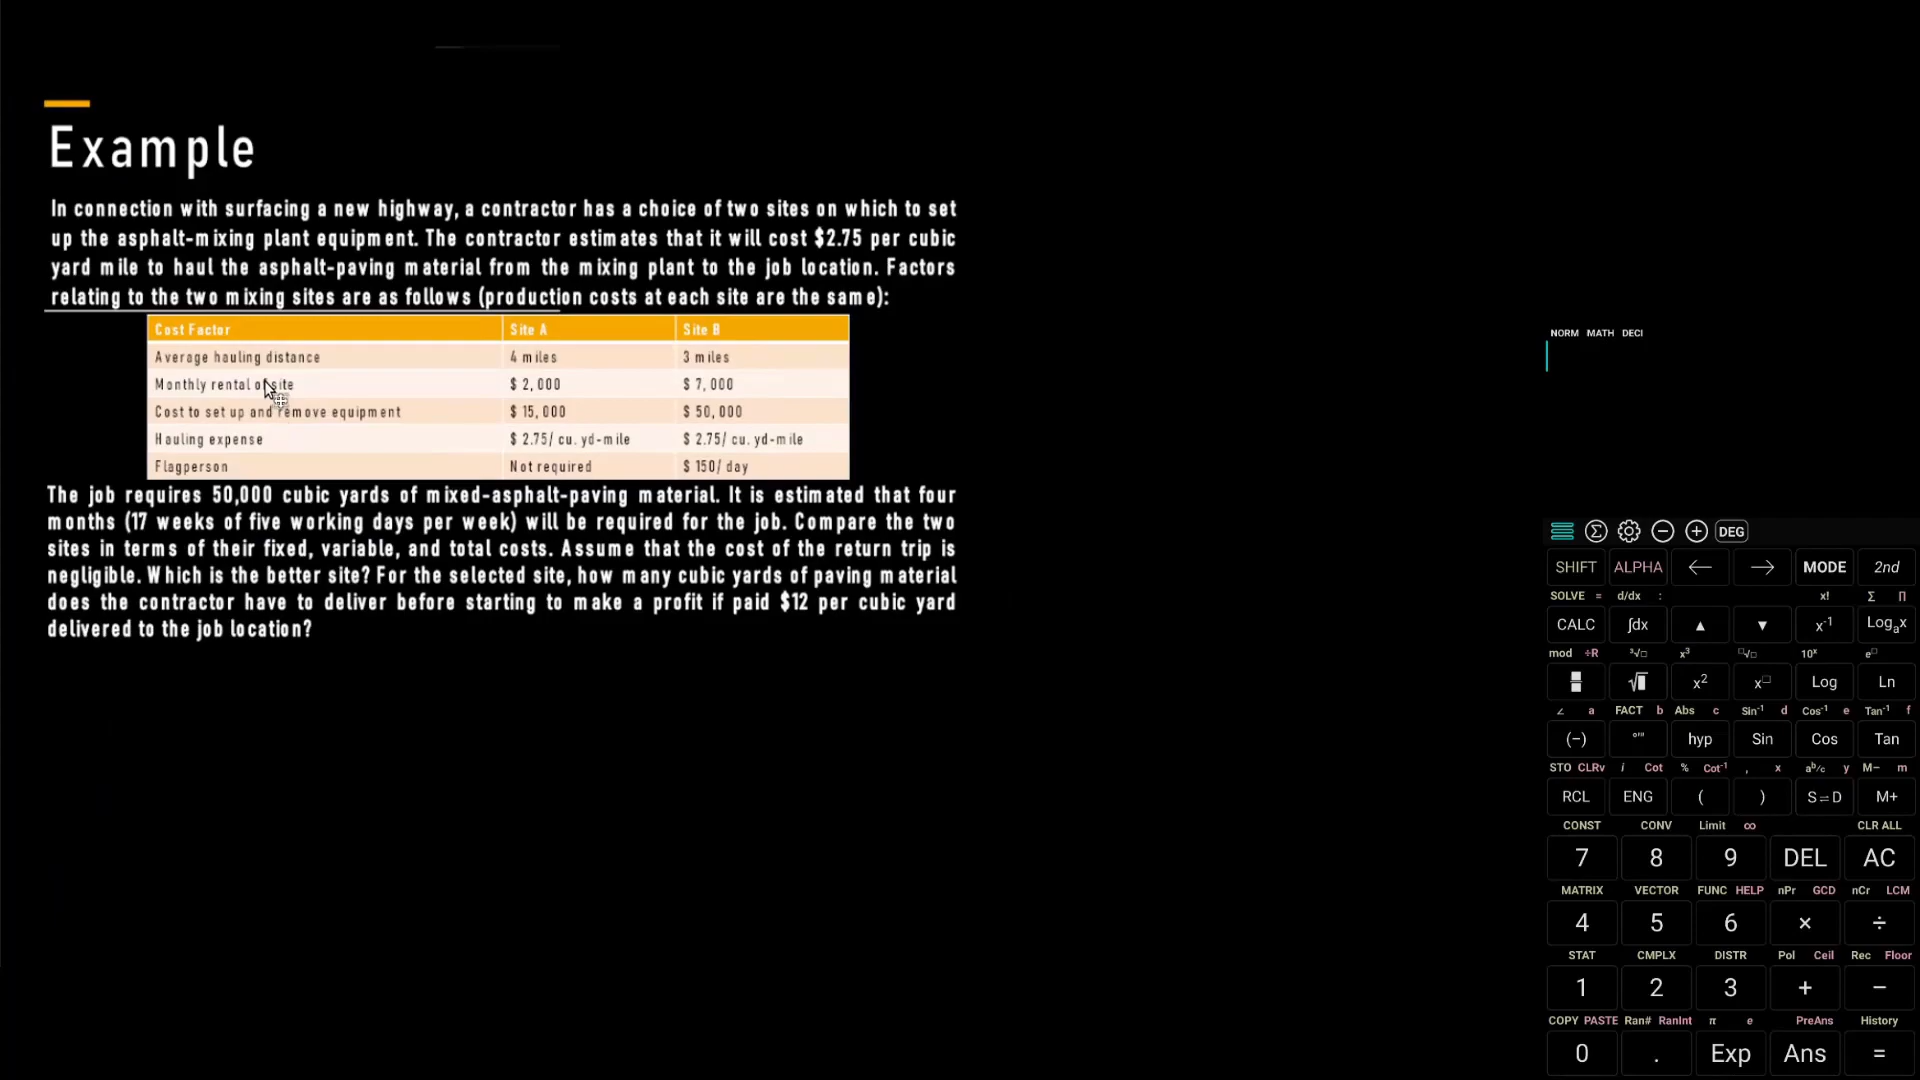 Example
In connection with surfacing a new highway, a contractor has a choice of two sites on which to set
up the asphalt-mixing plant equipment. The contractor estimates that it will cost $2.75 per cubic
yard mile to haul the asphalt-paving material from the mixing plant to the job location. Factors
relating to the two mixing sites are as follows (production costs at each site are the same):
Cost Factor Site A Site B
Average hauling distance 4 miles 3 miles
Monthly rental of site $ 2, 000 $ 7, 000
Cost to set up and remove equipment $ 15, 000 $ 50, 000
Hauling expense $ 2.75/ cu. yd-mile $ 2.75/ cu. yd-mile
Flagperson Not required $ 150/ day
The job requires 50,000 cubic yards of mixed-asphalt-paving material. It is estimated that four
months (17 weeks of five working days per week) will be required for the job. Compare the two
sites in terms of their fixed, variable, and total costs. Assume that the cost of the return trip is
negligible. Which is the better site? For the selected site, how many cubic yards of paving material
does the contractor have to deliver before starting to make a profit if paid $12 per cubic yard
delivered to the job location?
NORM MATH DECI
DEG
SHIFT ALPHA ← → MODE 2nd
SOLVE = d/dx : x! Σ Π
CALC ∫dx ▲ ▼ x⁻¹ Logₐx
mod ÷R ³√□ x³ □√□ 10ˣ e□
√ x² x□ Log Ln
∠ a FACT b Abs c Sin⁻¹ d Cos⁻¹ e Tan⁻¹ f
(−) °'" hyp Sin Cos Tan
STO CLRv i Cot % Cot⁻¹ , x aᵇ/c y M− m
RCL ENG ( ) S⇌D M+
CONST CONV Limit ∞ CLR ALL
7 8 9 DEL AC
MATRIX VECTOR FUNC HELP nPr GCD nCr LCM
4 5 6 × ÷
STAT CMPLX DISTR Pol Ceil Rec Floor
1 2 3 + −
COPY PASTE Ran# RanInt π e PreAns History
0 . Exp Ans =